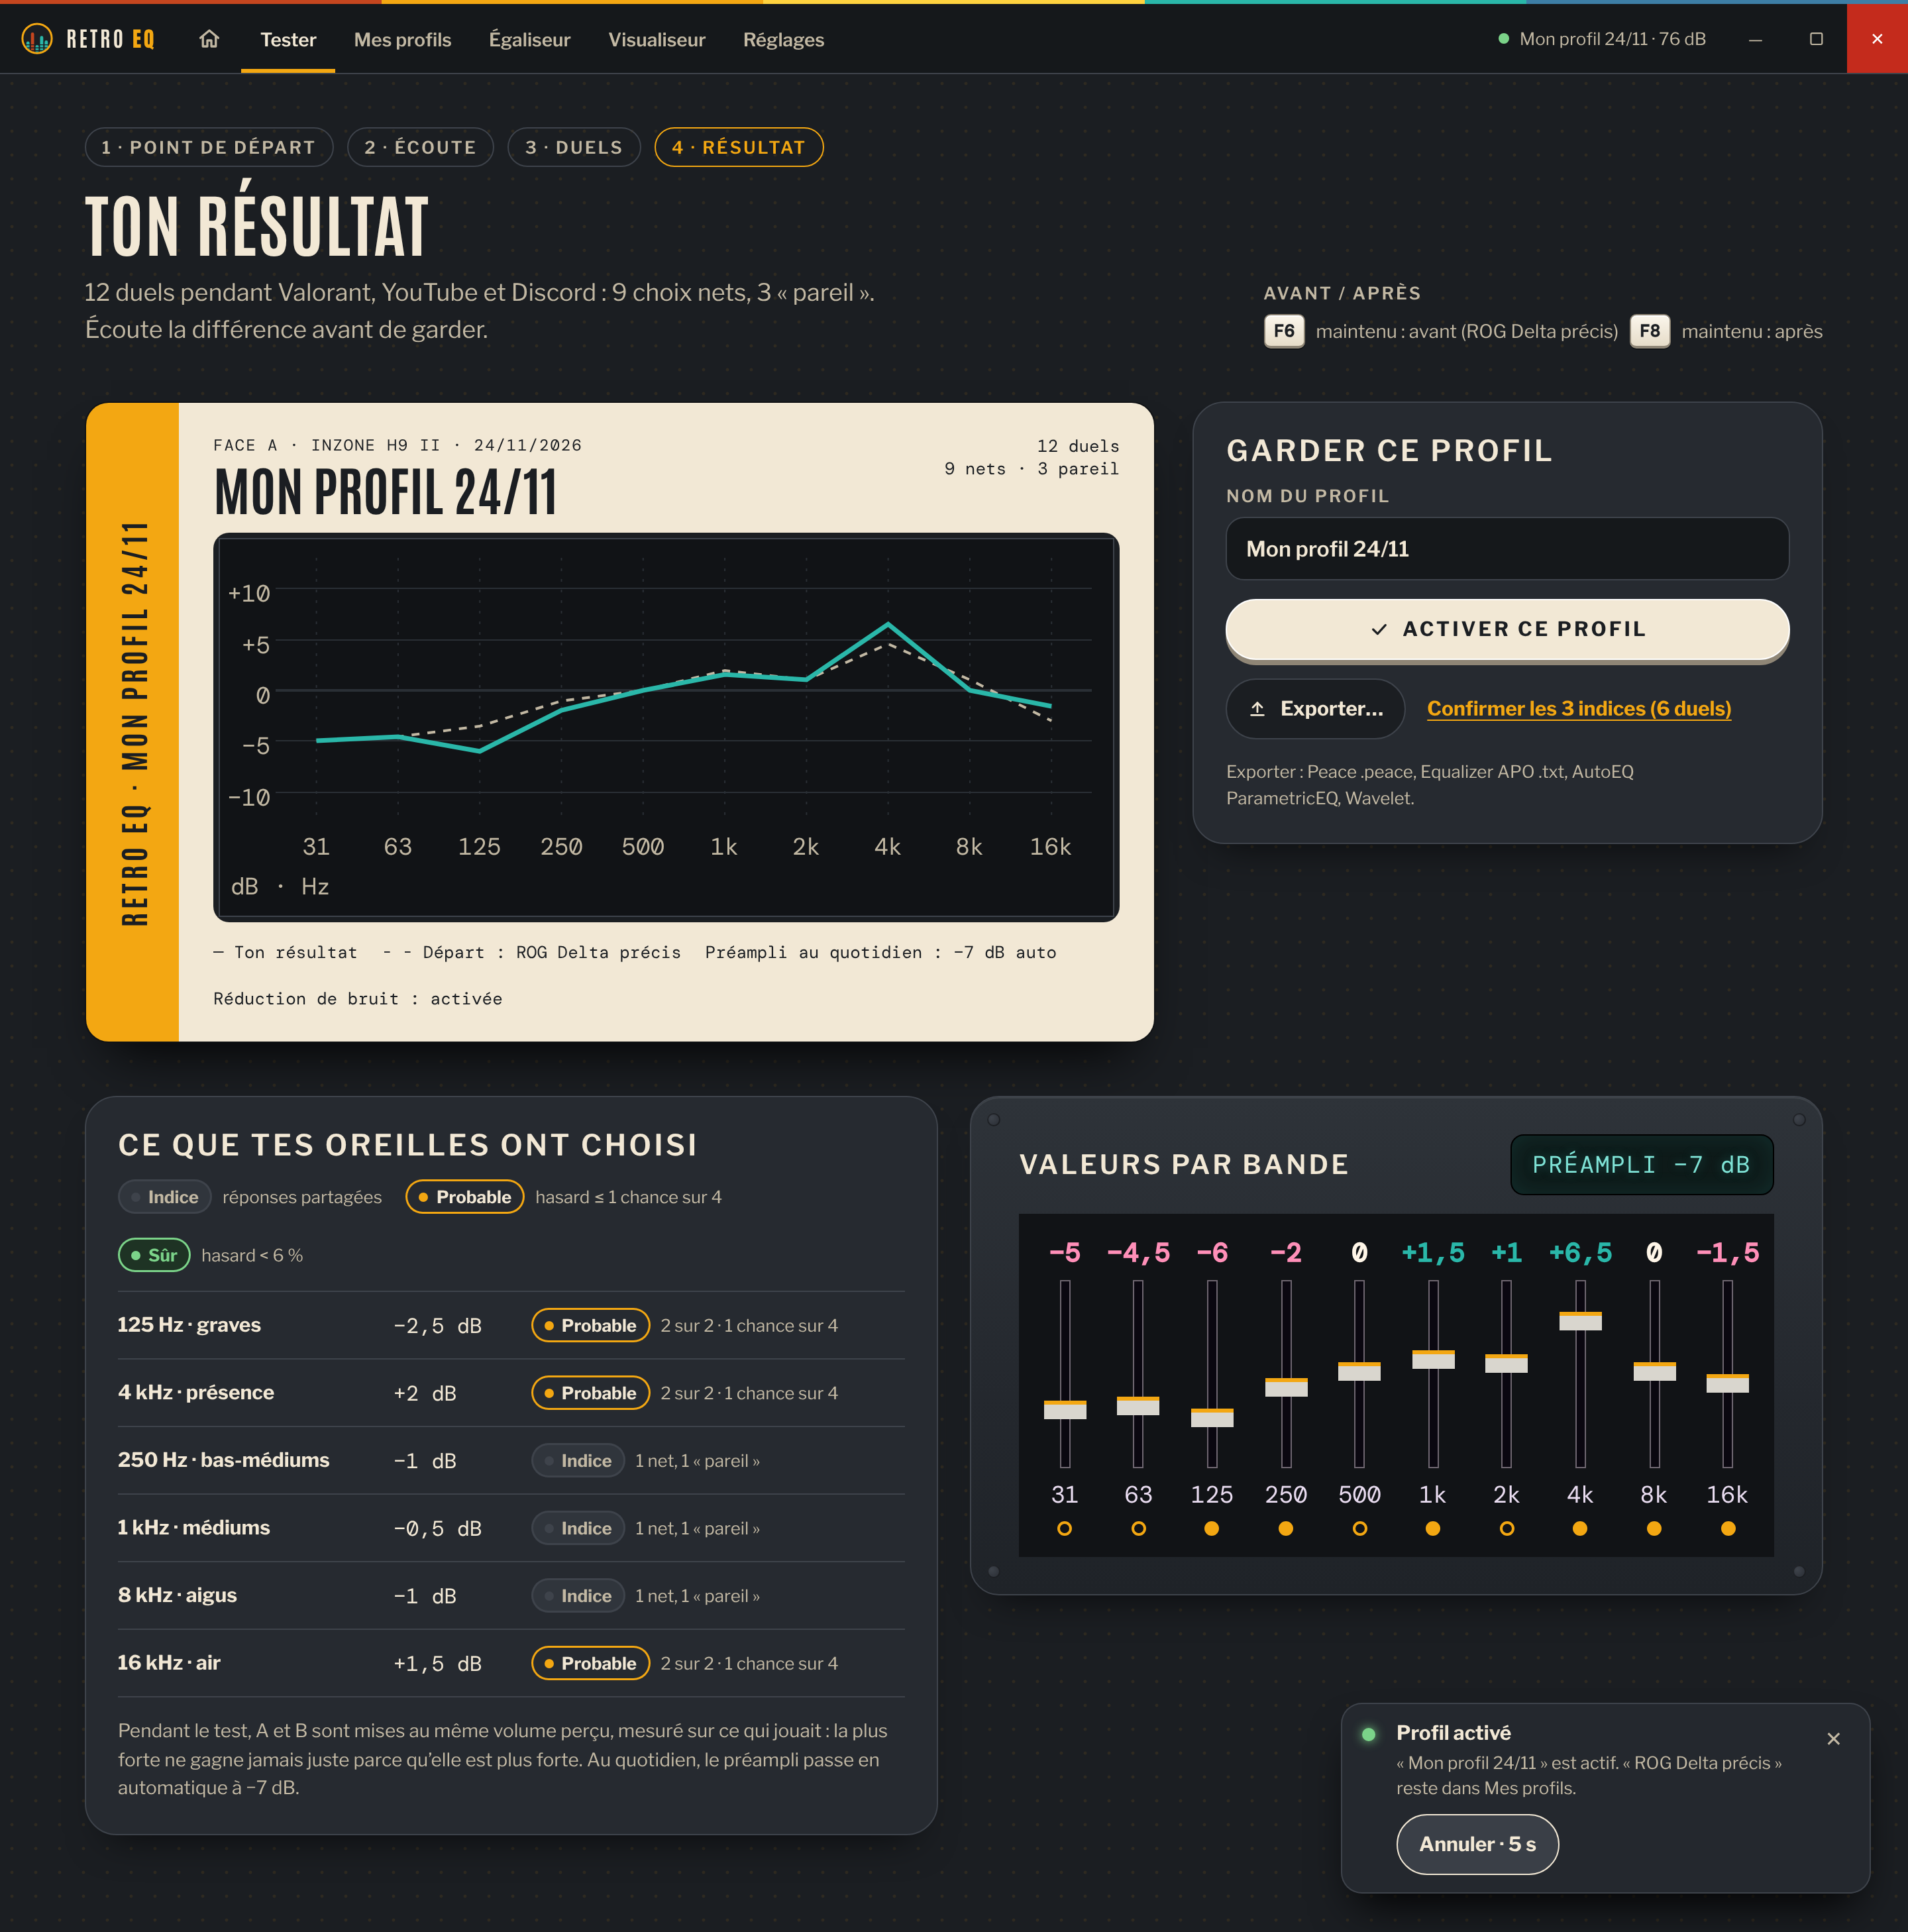 RETRO EQ
Tester
Mes profils
Égaliseur
Visualiseur
Réglages
Mon profil 24/11 · 76 dB
1 · POINT DE DÉPART
2 · ÉCOUTE
3 · DUELS
4 · RÉSULTAT
TON RÉSULTAT
12 duels pendant Valorant, YouTube et Discord : 9 choix nets, 3 « pareil ».
Écoute la différence avant de garder.
AVANT / APRÈS
F6 maintenu : avant (ROG Delta précis) F8 maintenu : après
RETRO EQ · MON PROFIL 24/11
FACE A · INZONE H9 II · 24/11/2026
MON PROFIL 24/11
12 duels
9 nets · 3 pareil
+10
+5
0
−5
−10
31 63 125 250 500 1k 2k 4k 8k 16k
dB · Hz
— Ton résultat - - Départ : ROG Delta précis Préampli au quotidien : −7 dB auto
Réduction de bruit : activée
GARDER CE PROFIL
NOM DU PROFIL
Mon profil 24/11
ACTIVER CE PROFIL
Exporter…
Confirmer les 3 indices (6 duels)
Exporter : Peace .peace, Equalizer APO .txt, AutoEQ
ParametricEQ, Wavelet.
CE QUE TES OREILLES ONT CHOISI
Indice réponses partagées Probable hasard ≤ 1 chance sur 4
Sûr hasard < 6 %
125 Hz · graves −2,5 dB Probable 2 sur 2 · 1 chance sur 4
4 kHz · présence +2 dB Probable 2 sur 2 · 1 chance sur 4
250 Hz · bas-médiums −1 dB Indice 1 net, 1 « pareil »
1 kHz · médiums −0,5 dB Indice 1 net, 1 « pareil »
8 kHz · aigus −1 dB Indice 1 net, 1 « pareil »
16 kHz · air +1,5 dB Probable 2 sur 2 · 1 chance sur 4
Pendant le test, A et B sont mises au même volume perçu, mesuré sur ce qui jouait : la plus
forte ne gagne jamais juste parce qu’elle est plus forte. Au quotidien, le préampli passe en
automatique à −7 dB.
VALEURS PAR BANDE
PRÉAMPLI −7 dB
−5 −4,5 −6 −2 0 +1,5 +1 +6,5 0 −1,5
31 63 125 250 500 1k 2k 4k 8k 16k
Profil activé
« Mon profil 24/11 » est actif. « ROG Delta précis »
reste dans Mes profils.
Annuler · 5 s